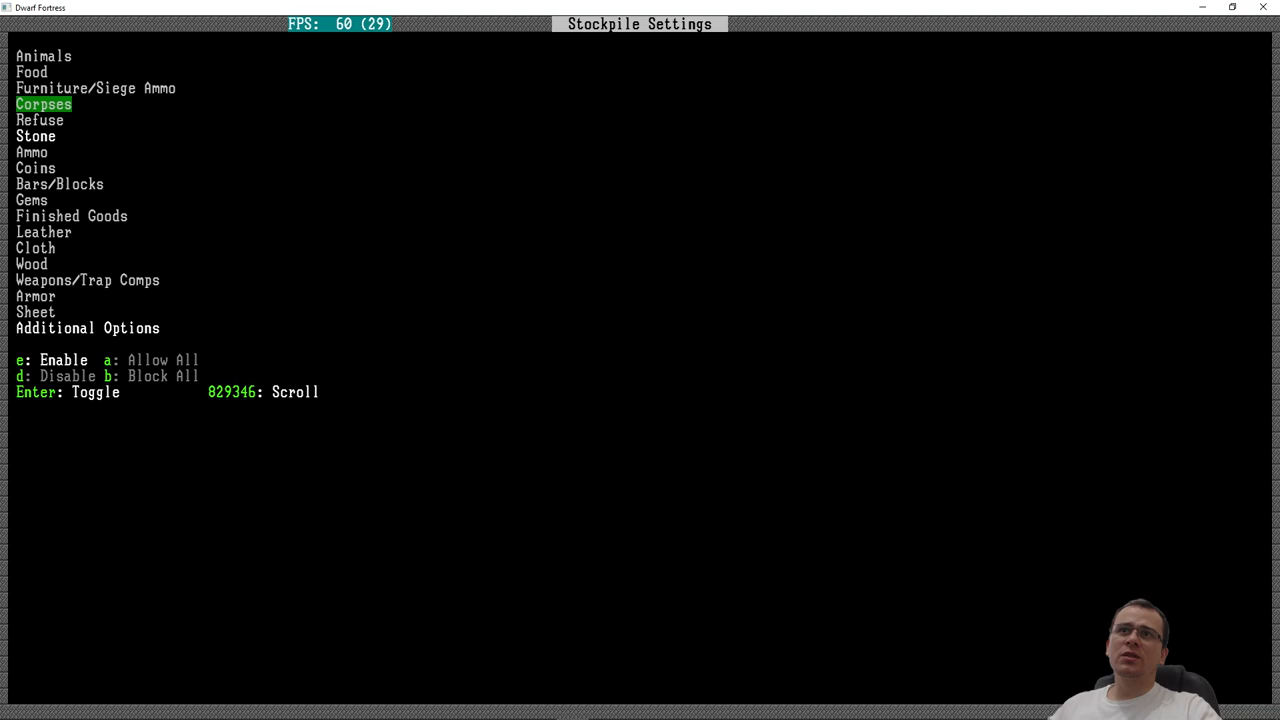 Dwarf Fortress
FPS: 60 (29) Stockpile Settings
Animals
Food
Furniture/Siege Ammo
Corpses
Refuse
Stone
Ammo
Coins
Bars/Blocks
Gems
Finished Goods
Leather
Cloth
Wood
Weapons/Trap Comps
Armor
Sheet
Additional Options
e: Enable a: Allow All
d: Disable b: Block All
Enter: Toggle 829346: Scroll